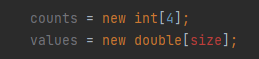 counts = new int[4];
values = new double[size];